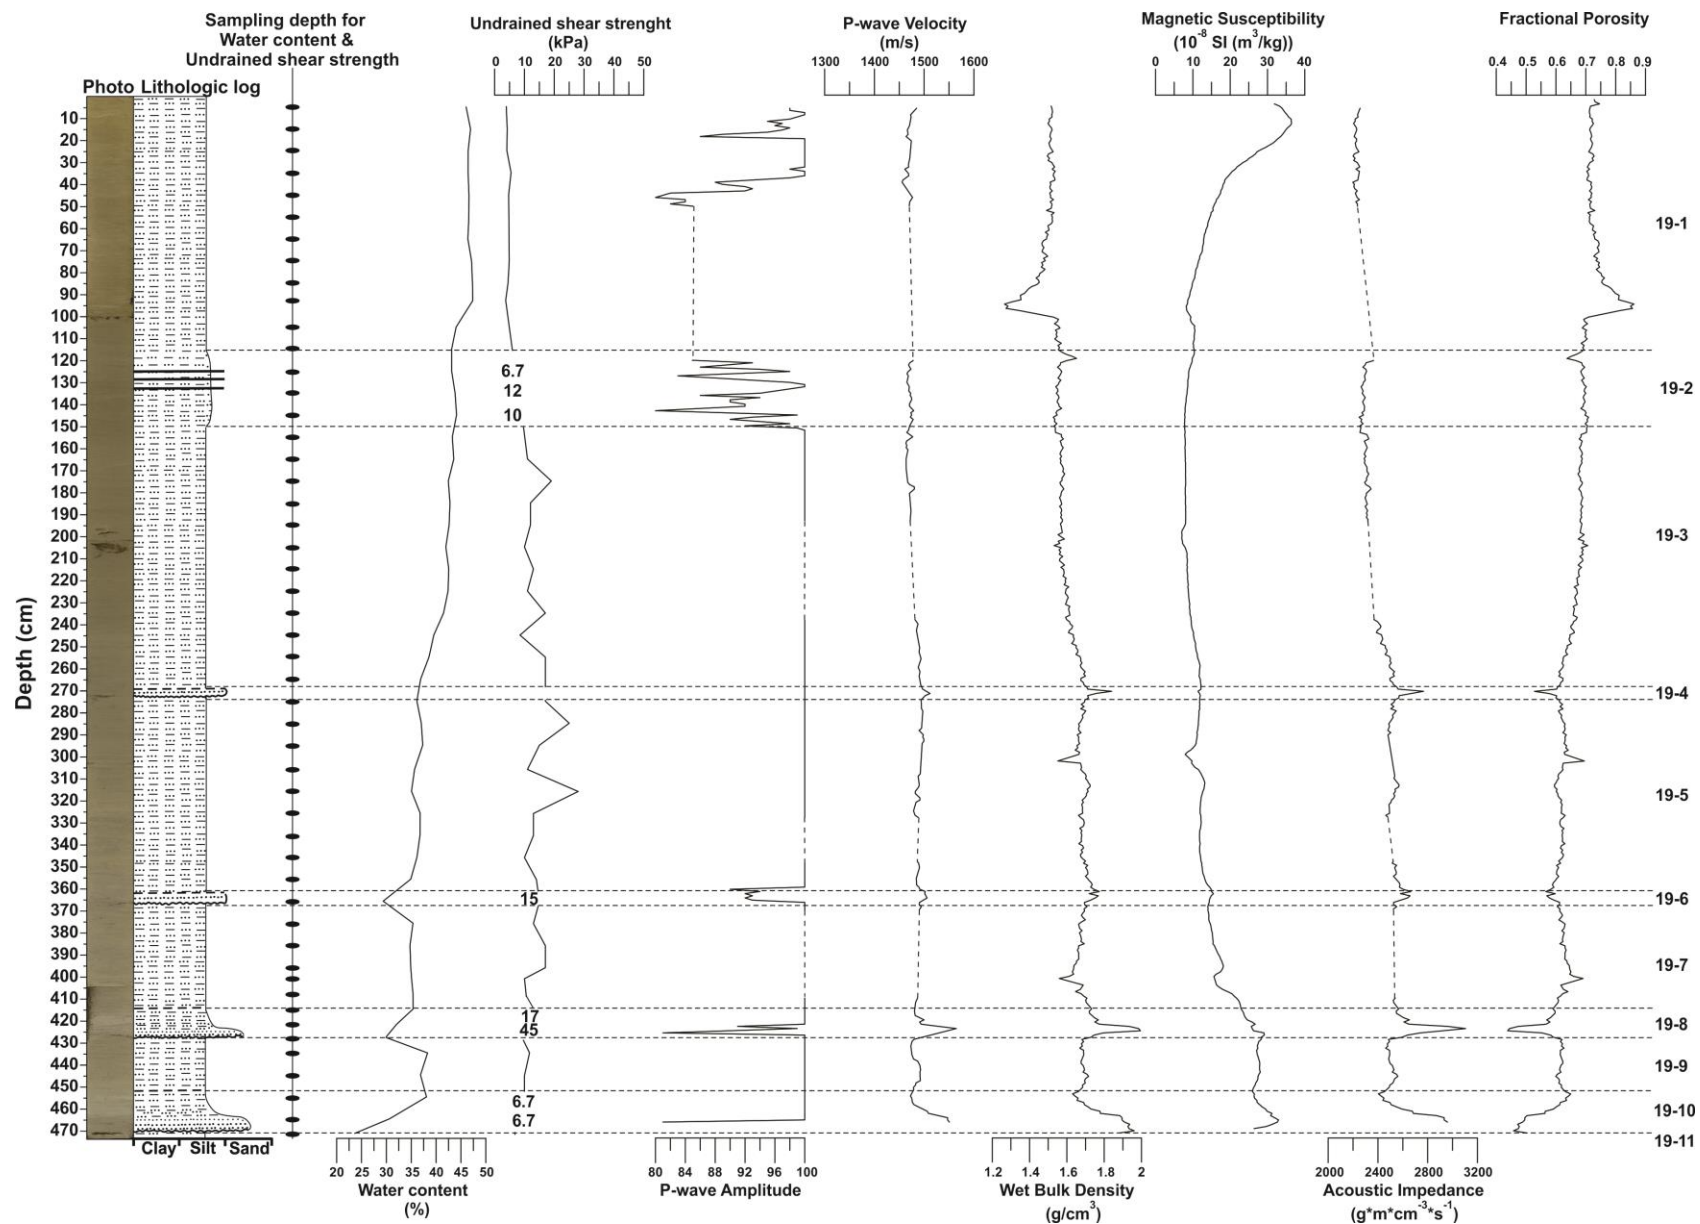 Sampling depth for
Water content &
Undrained shear strength
Undrained shear strenght
(kPa)
0 10 20 30 40 50
P-wave Velocity
(m/s)
1300 1400 1500 1600
Magnetic Susceptibility
(10⁻⁸ SI (m³/kg))
0 10 20 30 40
Fractional Porosity
0.4 0.5 0.6 0.7 0.8 0.9
Photo Lithologic log
Depth (cm)
10
20
30
40
50
60
70
80
90
100
110
120
130
140
150
160
170
180
190
200
210
220
230
240
250
260
270
280
290
300
310
320
330
340
350
360
370
380
390
400
410
420
430
440
450
460
470
6.7
12
10
15
17
45
6.7
6.7
19-1
19-2
19-3
19-4
19-5
19-6
19-7
19-8
19-9
19-10
19-11
Clay Silt Sand
20 25 30 35 40 45 50
Water content
(%)
80 84 88 92 96 100
P-wave Amplitude
1.2 1.4 1.6 1.8 2
Wet Bulk Density
(g/cm³)
2000 2400 2800 3200
Acoustic Impedance
(g*m*cm⁻³*s⁻¹)